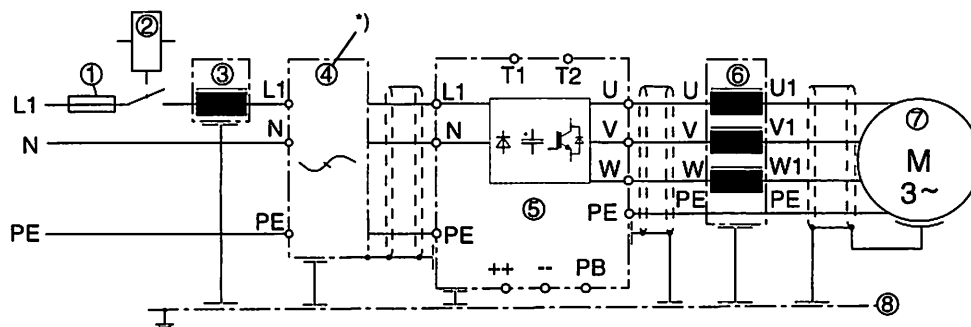 ② *)
① ③ ④ T1 T2 ⑥
L1 L1 L1 U U U1 ⑦
N N N V V V1 M
W W W1 3~
⑤
PE PE PE PE PE PE
++ -- PB
⑧